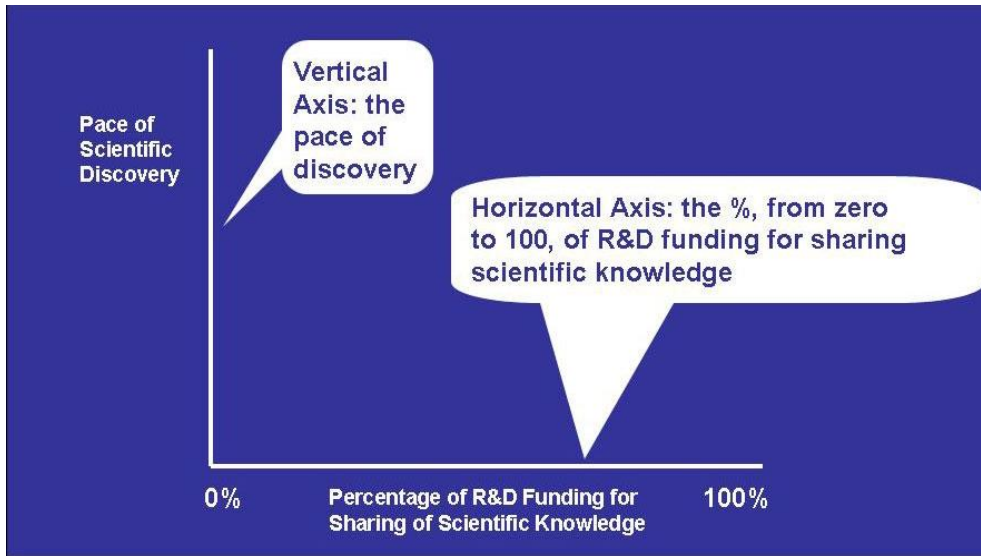 Vertical
Axis: the
pace of
discovery
Pace of
Scientific
Discovery
Horizontal Axis: the %, from zero
to 100, of R&D funding for sharing
scientific knowledge
0%
Percentage of R&D Funding for
Sharing of Scientific Knowledge
100%